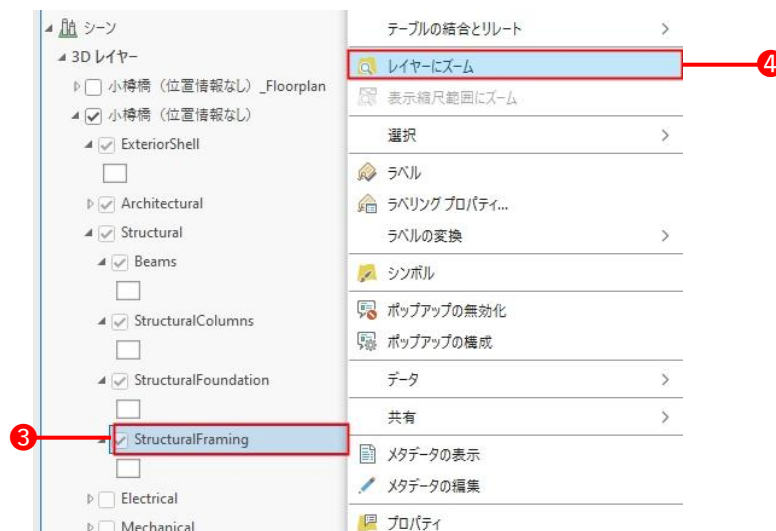 シーン
3D レイヤー
小樽橋（位置情報なし）_Floorplan
小樽橋（位置情報なし）
ExteriorShell
Architectural
Structural
Beams
StructuralColumns
StructuralFoundation
StructuralFraming
Electrical
Mechanical
3
テーブルの結合とリレート
レイヤーにズーム
表示縮尺範囲にズーム
選択
ラベル
ラベリング プロパティ...
ラベルの変換
シンボル
ポップアップの無効化
ポップアップの構成
データ
共有
メタデータの表示
メタデータの編集
プロパティ
4